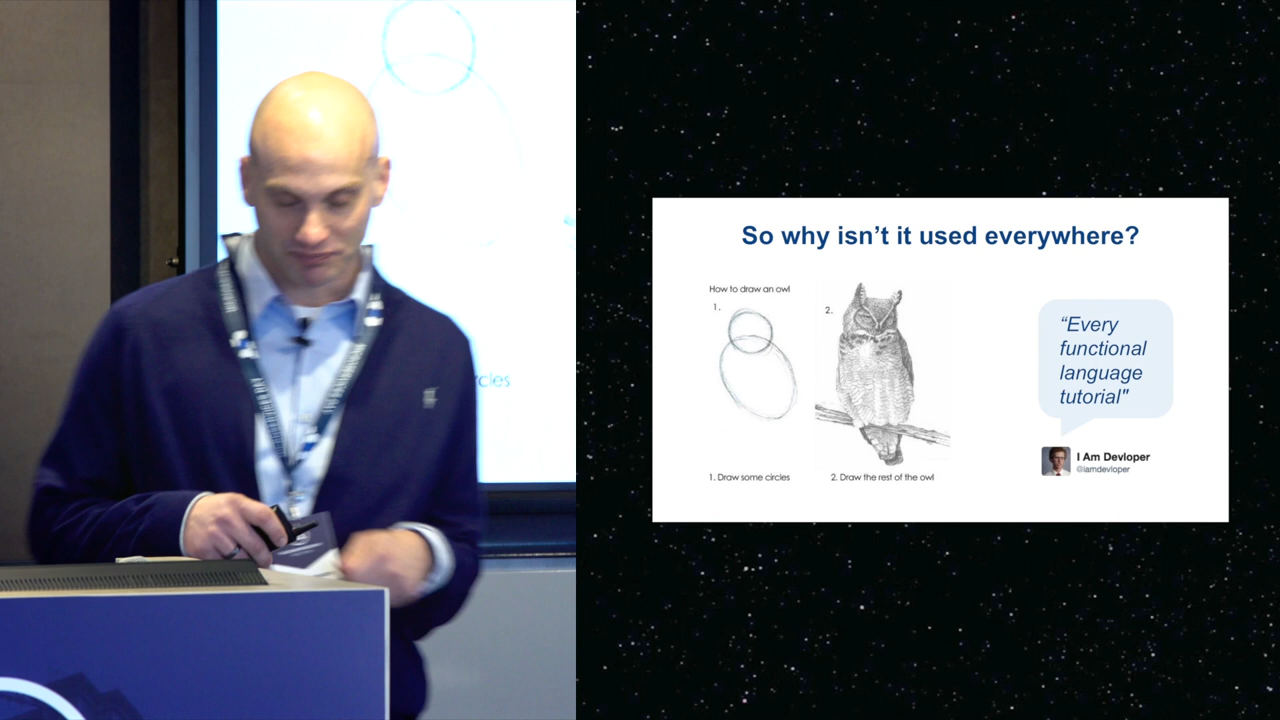 rcles
So why isn’t it used everywhere?
How to draw an owl
1.
2.
1. Draw some circles
2. Draw the rest of the owl
“Every
functional
language
tutorial"
I Am Devloper
@iamdevloper